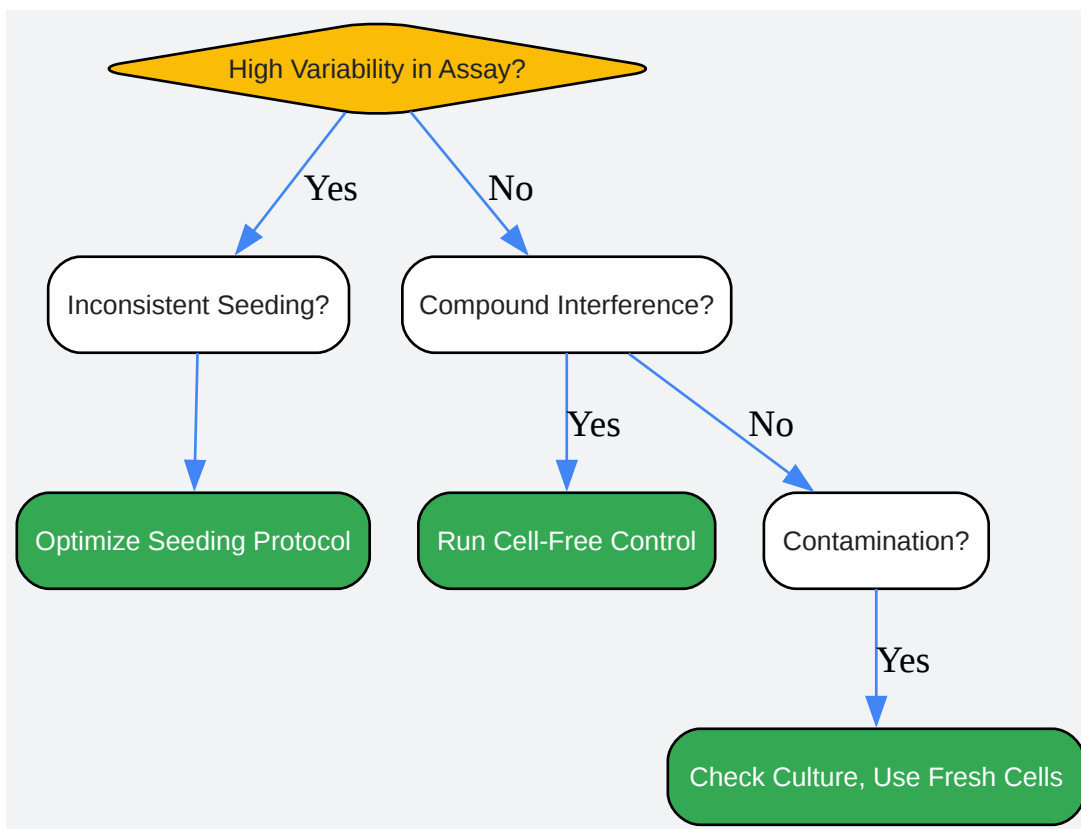 High Variability in Assay?
Yes
No
Inconsistent Seeding?
Compound Interference?
Yes
No
Optimize Seeding Protocol
Run Cell-Free Control
Contamination?
Yes
Check Culture, Use Fresh Cells